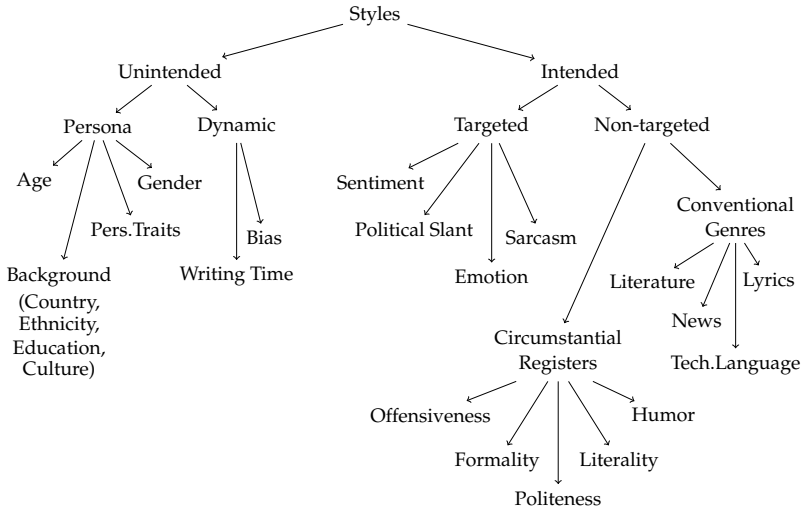 Styles
Unintended
Intended
Persona
Dynamic
Targeted
Non-targeted
Age
Gender
Sentiment
Conventional
Genres
Pers.Traits
Bias
Political Slant
Sarcasm
Background
(Country,
Ethnicity,
Education,
Culture)
Writing Time
Emotion
Literature
Lyrics
News
Tech.Language
Circumstantial
Registers
Offensiveness
Humor
Formality
Literality
Politeness